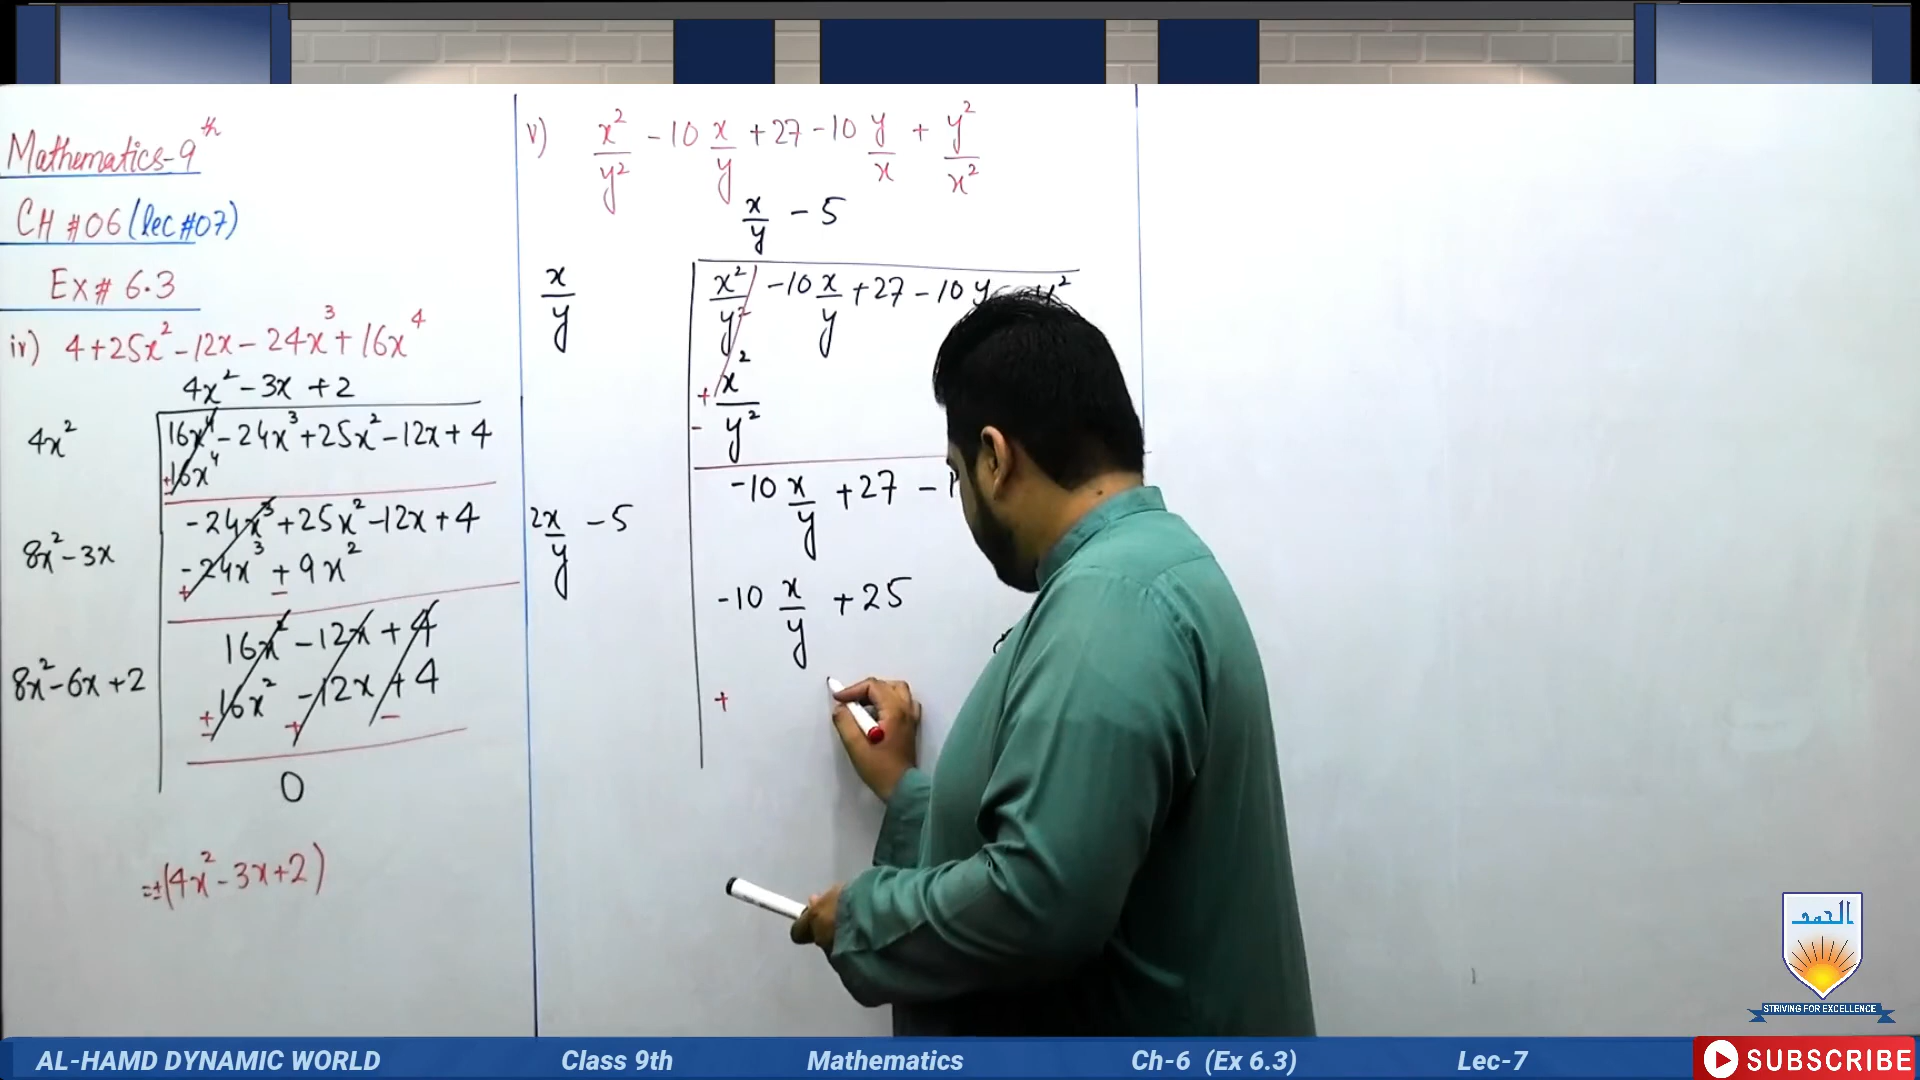 Mathematics-9th
CH #06 (lec#07)
Ex# 6.3
iv) 4+25x²-12x-24x³+16x⁴
4x²-3x+2
4x²
16x⁴-24x³+25x²-12x+4
+16x⁴
-
-24x³+25x²-12x+4
8x²-3x
-24x³+9x²
+ -
16x²-12x+4
8x²-6x+2
16x²-12x+4
± + -
0
=±(4x²-3x+2)
v) x²/y² -10 x/y +27 -10 y/x + y²/x²
x/y - 5
x/y
x²/y² -10 x/y +27 -10 y y²
+ x²/y²
-
-10 x/y +27 -
2x/y -5
-10 x/y +25
+
الحمد
STRIVING FOR EXCELLENCE
AL-HAMD DYNAMIC WORLD Class 9th Mathematics Ch-6 (Ex 6.3) Lec-7 SUBSCRIBE